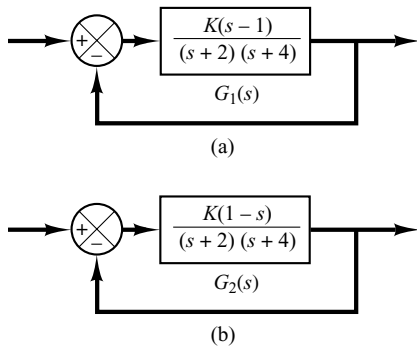 +
−
K(s − 1)
(s + 2) (s + 4)
G₁(s)
(a)
+
−
K(1 − s)
(s + 2) (s + 4)
G₂(s)
(b)